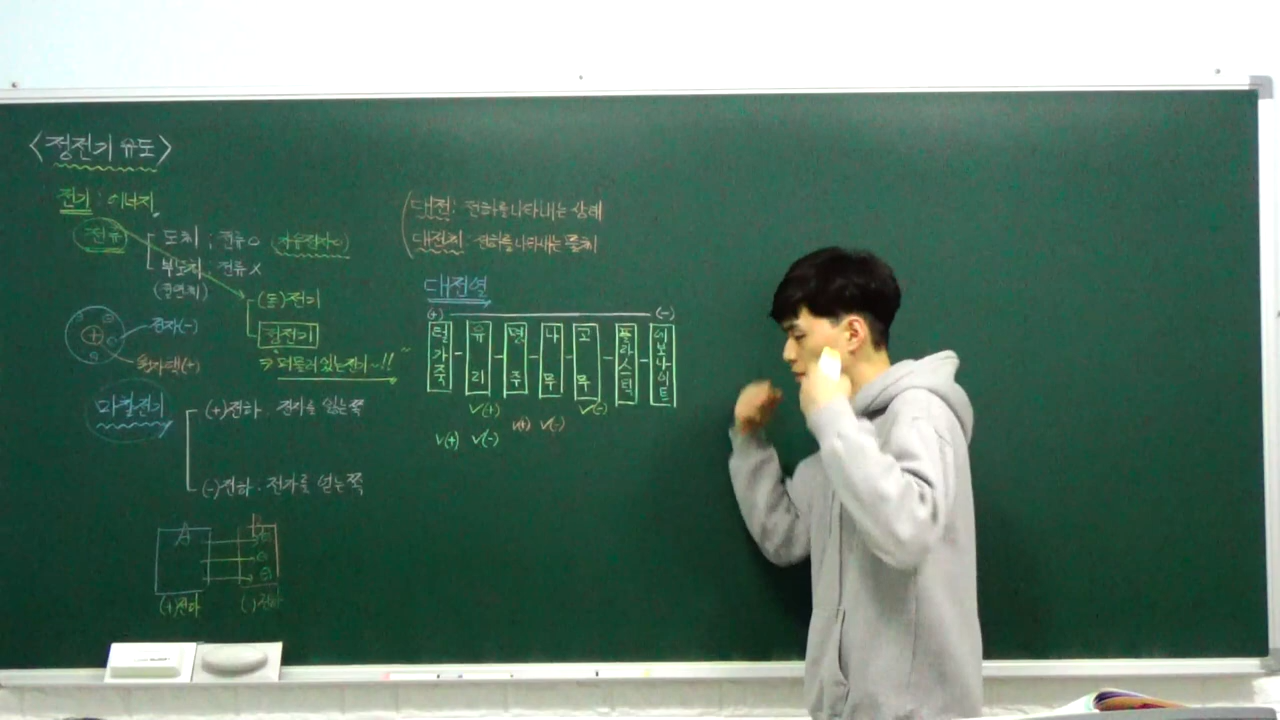 <정전기 유도>
전기 : 에너지
전류
도체 : 전류 O (자유전자O)
부도체 : 전류 X
(절연체)
(동)전기
정전기
⇒ 머물러 있는 전기~!!
전자(-)
원자핵(+)
마찰전기
(+)전하 : 전자를 잃는 쪽
(-)전하 : 전자를 얻는 쪽
A B
(+)전하 (-)전하
대전 : 전하를 나타내는 상태
대전체 : 전하를 나타내는 물체
대전열
(+) (-)
털가죽 - 유리 - 명주 - 나무 - 고무 - 플라스틱 - 에보나이트
√(+) √(-)
√(+) √(-) √(+) √(-)